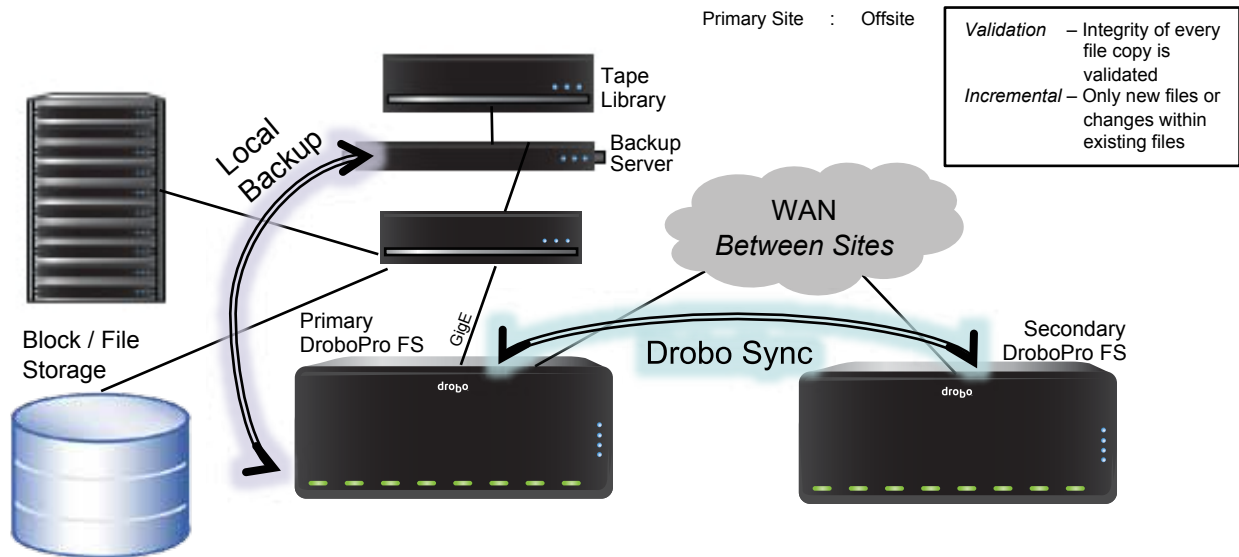 Primary Site : Offsite
Validation – Integrity of every
file copy is
validated
Incremental – Only new files or
changes within
existing files
Tape
Library
Local
Backup
Backup
Server
WAN
Between Sites
GigE
Primary
DroboPro FS
Block / File
Storage
Secondary
DroboPro FS
Drobo Sync
drobo
drobo